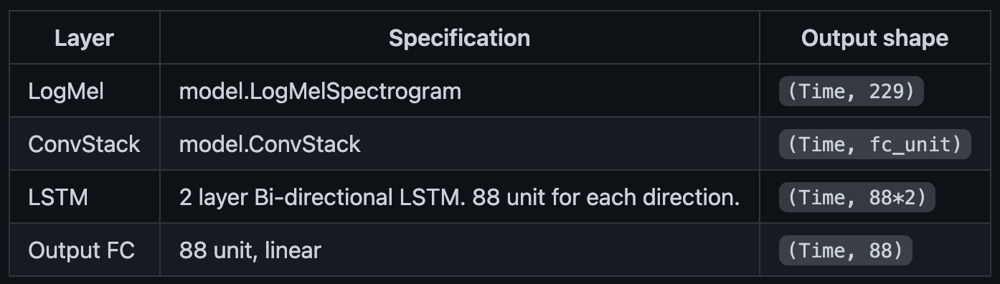 Layer Specification Output shape
LogMel model.LogMelSpectrogram (Time, 229)
ConvStack model.ConvStack (Time, fc_unit)
LSTM 2 layer Bi-directional LSTM. 88 unit for each direction. (Time, 88*2)
Output FC 88 unit, linear (Time, 88)